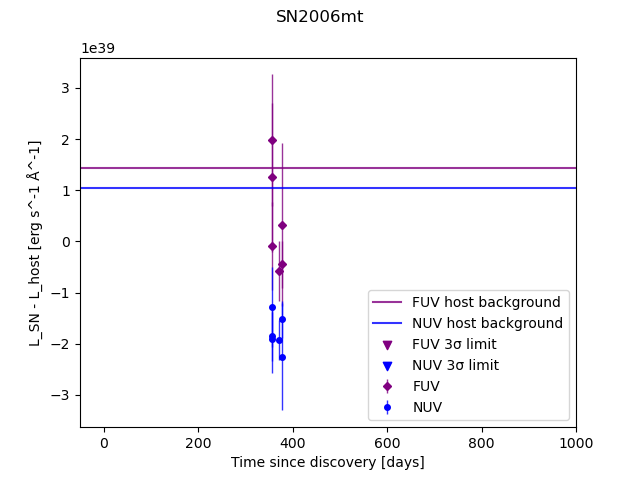 SN2006mt
1e39
L_SN - L_host [erg s^-1 Å^-1]
3
2
1
0
−1
−2
−3
FUV host background
NUV host background
FUV 3σ limit
NUV 3σ limit
FUV
NUV
0
200
400
600
800
1000
Time since discovery [days]